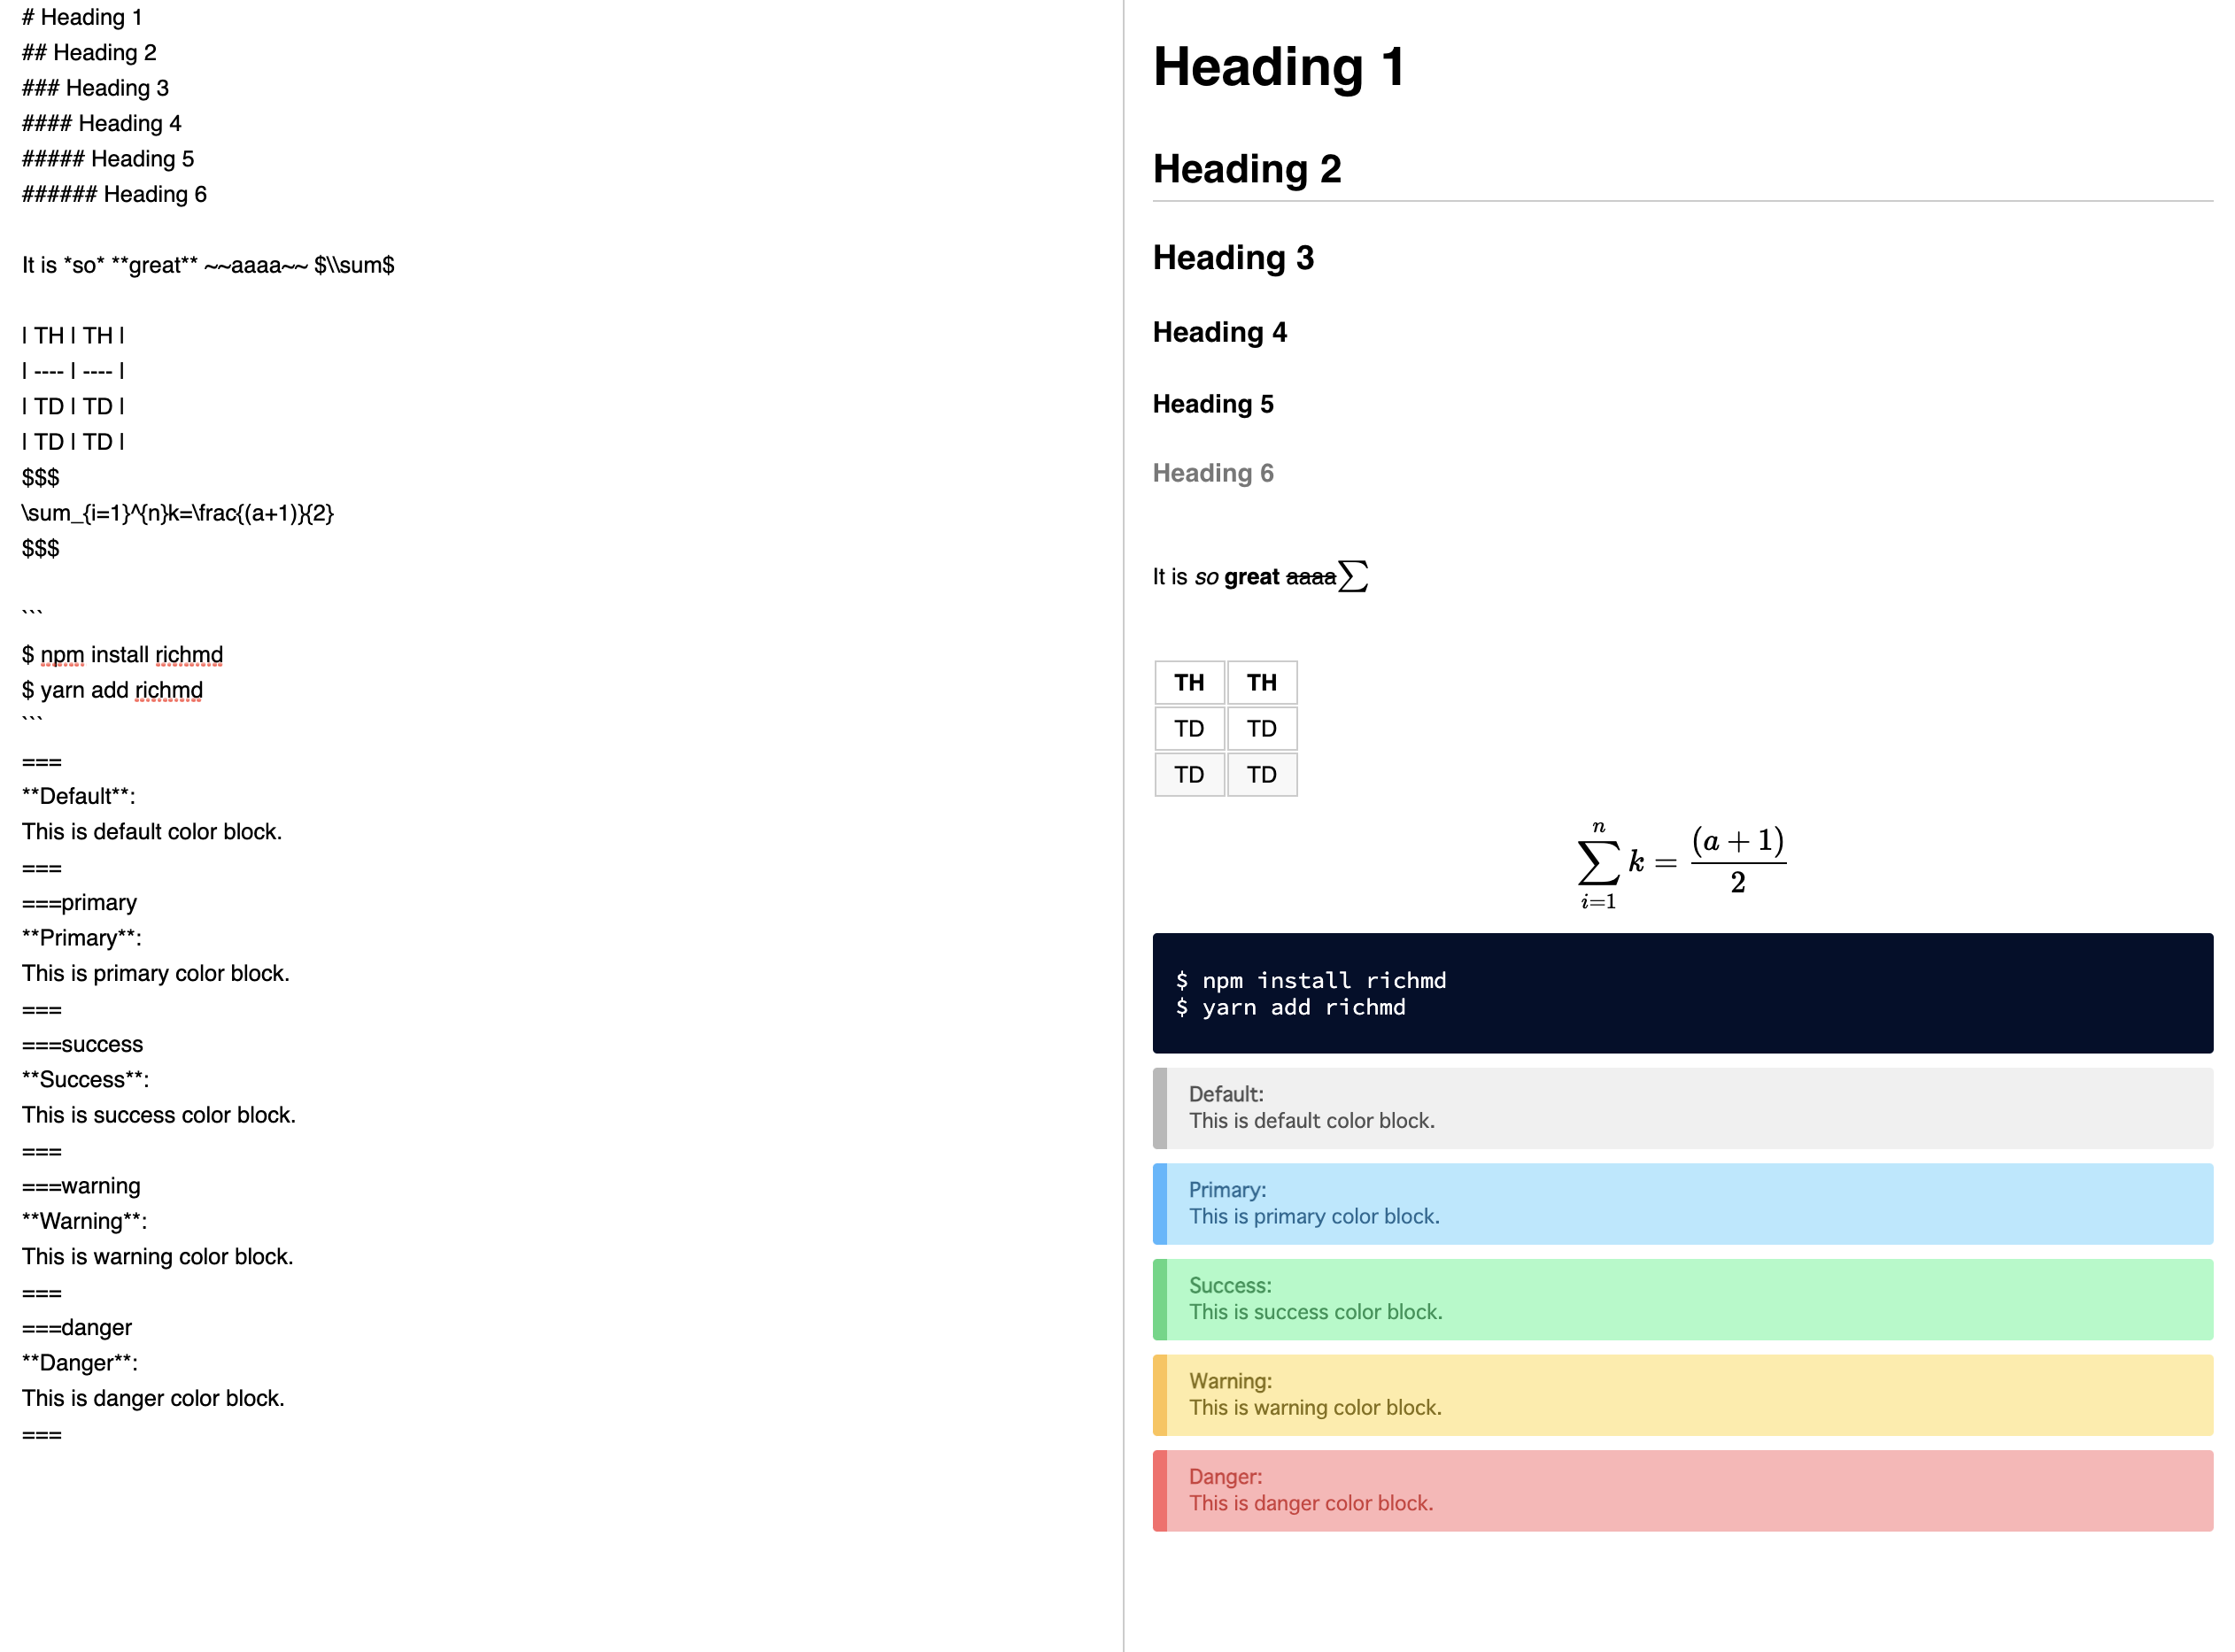 # Heading 1
## Heading 2
### Heading 3
#### Heading 4
##### Heading 5
###### Heading 6
It is *so* **great** ~~aaaa~~ $\\sum$
| TH | TH |
| ---- | ---- |
| TD | TD |
| TD | TD |
$$$
\sum_{i=1}^{n}k=\frac{(a+1)}{2}
$$$
```
$ npm install richmd
$ yarn add richmd
```
===
**Default**:
This is default color block.
===
===primary
**Primary**:
This is primary color block.
===
===success
**Success**:
This is success color block.
===
===warning
**Warning**:
This is warning color block.
===
===danger
**Danger**:
This is danger color block.
===
Heading 1
Heading 2
Heading 3
Heading 4
Heading 5
Heading 6
It is so great aaaa∑
TH TH
TD TD
TD TD
n
∑ k = (a + 1)
i=1 2
$ npm install richmd
$ yarn add richmd
Default:
This is default color block.
Primary:
This is primary color block.
Success:
This is success color block.
Warning:
This is warning color block.
Danger:
This is danger color block.